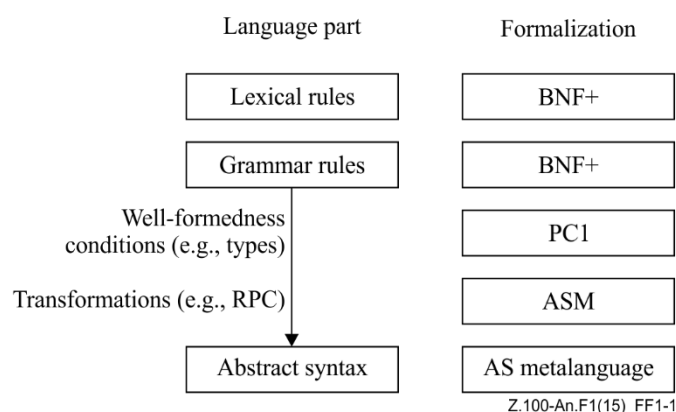 Language part
Formalization
Lexical rules
BNF+
Grammar rules
BNF+
Well-formedness
conditions (e.g., types)
PC1
Transformations (e.g., RPC)
ASM
Abstract syntax
AS metalanguage
Z.100-An.F1(15)_FF1-1